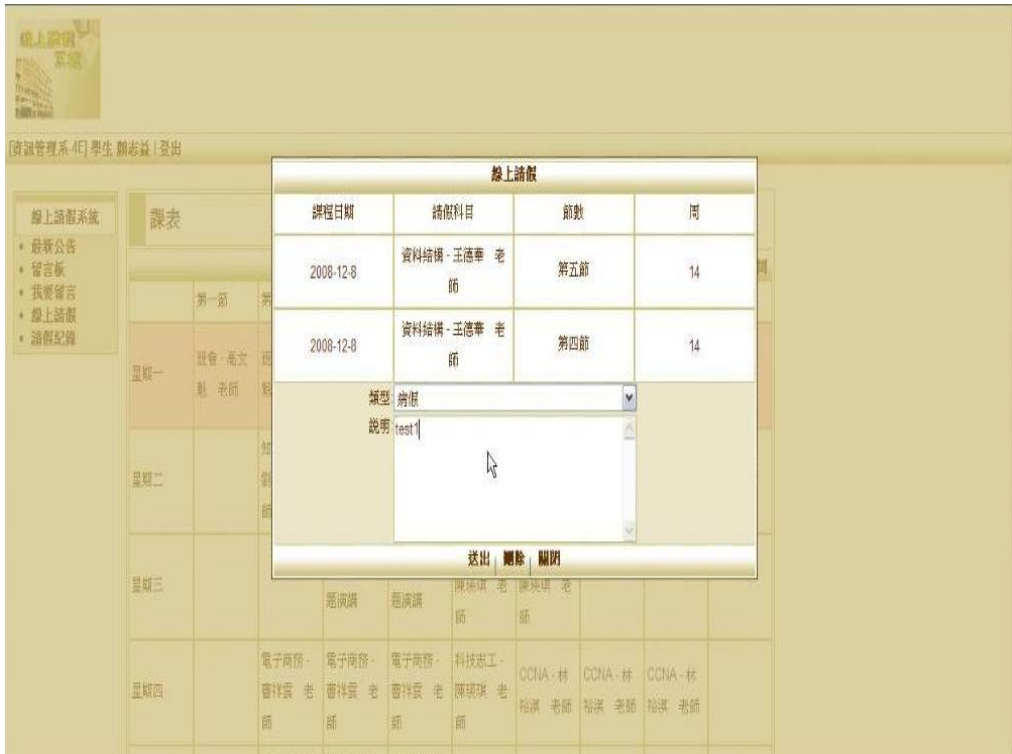 線上請假
系統
[資訊管理系 4E] 學生 顏志益 | 登出
線上請假系統
最新公告
留言板
我要留言
線上請假
請假記錄
課表
第一節
星期一
班會 - 高文
魁 老師
星期二
星期三
題演講
題演講
陳瑛琪 老
師
陳瑛琪 老
師
星期四
電子商務 -
曹祥雲 老
師
電子商務 -
曹祥雲 老
師
電子商務 -
曹祥雲 老
師
科技志工 -
陳瑛琪 老
師
CCNA - 林
裕淇 老師
CCNA - 林
裕淇 老師
CCNA - 林
裕淇 老師
線上請假
課程日期 請假科目 節數 周
2008-12-8 資料結構 - 王德華 老
師 第五節 14
2008-12-8 資料結構 - 王德華 老
師 第四節 14
類型 病假
說明 test1
送出 | 刪除 | 關閉